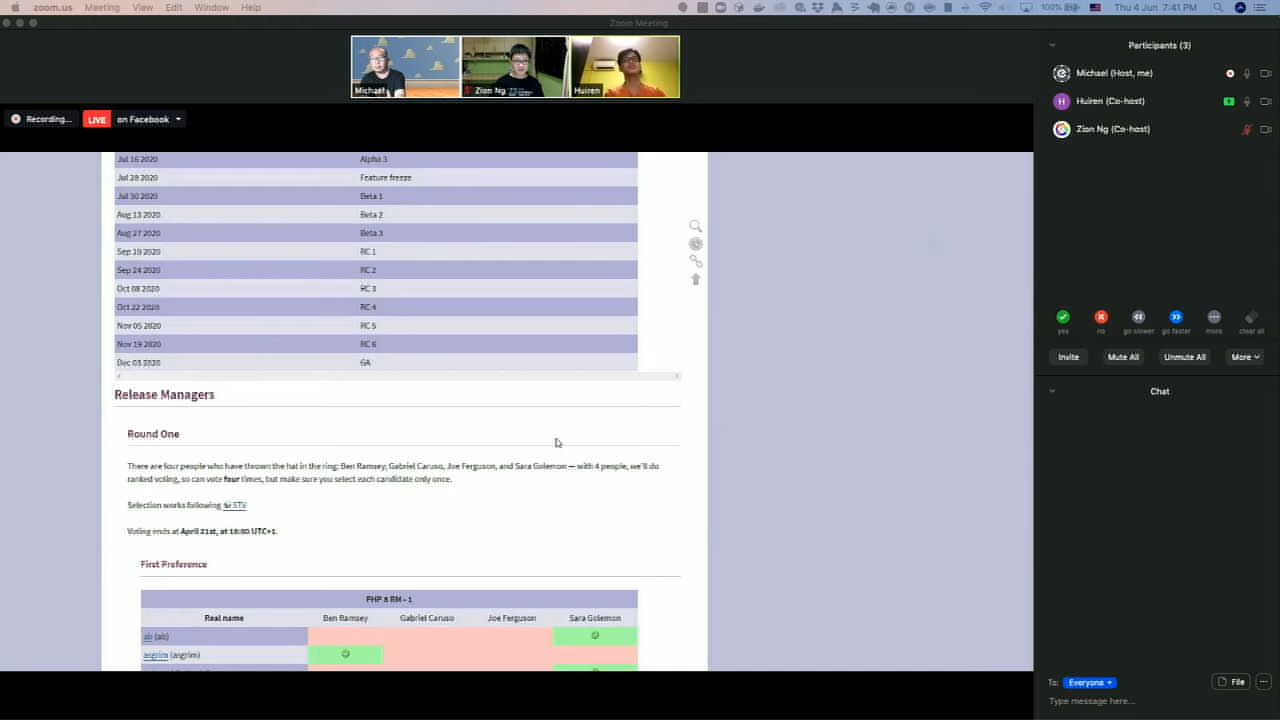 zoom.us Meeting View Edit Window Help 100% Thu 4 Jun 7:41 PM
Zoom Meeting
Participants (3)
Michael Zion Ng Huiren
Michael (Host, me)
Huiren (Co-host)
Zion Ng (Co-host)
Recording... LIVE on Facebook
Jul 16 2020 Alpha 3
Jul 28 2020 Feature freeze
Jul 30 2020 Beta 1
Aug 13 2020 Beta 2
Aug 27 2020 Beta 3
Sep 10 2020 RC 1
Sep 24 2020 RC 2
Oct 08 2020 RC 3
Oct 22 2020 RC 4
Nov 05 2020 RC 5
Nov 19 2020 RC 6
Dec 03 2020 GA
Release Managers
Round One
There are four people who have thrown the hat in the ring: Ben Ramsey, Gabriel Caruso, Joe Ferguson, and Sara Golemon — with 4 people, we'll do
ranked voting, so can vote four times, but make sure you select each candidate only once.
Selection works following STV
Voting ends at April 21st, at 18:00 UTC+1.
First Preference
PHP 8 RM - 1
Real name Ben Ramsey Gabriel Caruso Joe Ferguson Sara Golemon
asgrim (asgrim)
yes no go slower go faster more clear all
Invite Mute All Unmute All More
Chat
To: Everyone File
Type message here...